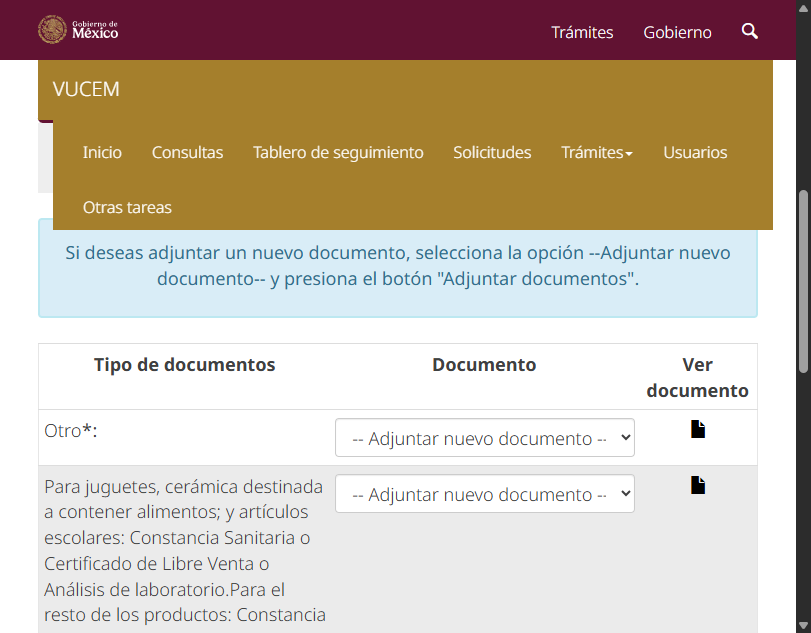 Gobierno de
México
Trámites Gobierno
VUCEM
Inicio Consultas Tablero de seguimiento Solicitudes Trámites Usuarios
Otras tareas
Si deseas adjuntar un nuevo documento, selecciona la opción --Adjuntar nuevo
documento-- y presiona el botón "Adjuntar documentos".
Tipo de documentos Documento Ver
documento
Otro*: -- Adjuntar nuevo documento --
Para juguetes, cerámica destinada -- Adjuntar nuevo documento --
a contener alimentos; y artículos
escolares: Constancia Sanitaria o
Certificado de Libre Venta o
Análisis de laboratorio.Para el
resto de los productos: Constancia